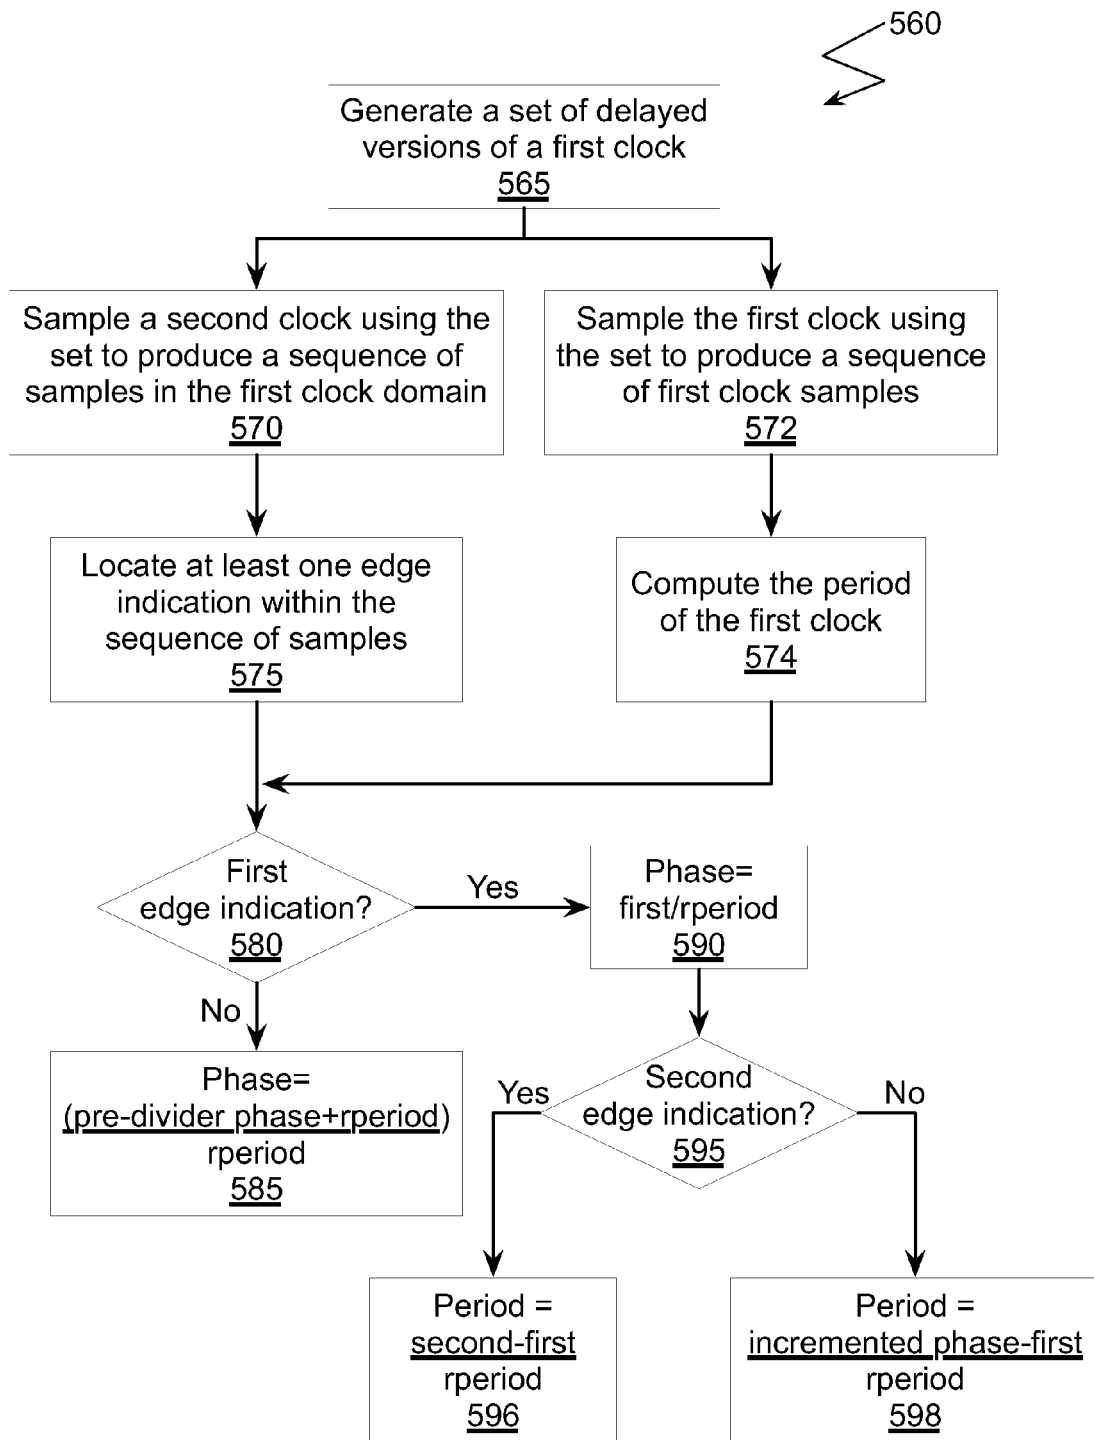 560
Generate a set of delayed
versions of a first clock
565
Sample a second clock using the
set to produce a sequence of
samples in the first clock domain
570
Sample the first clock using
the set to produce a sequence
of first clock samples
572
Locate at least one edge
indication within the
sequence of samples
575
Compute the period
of the first clock
574
First
edge indication?
580
Yes
No
Phase=
first/rperiod
590
Phase=
(pre-divider phase+rperiod)
rperiod
585
Second
edge indication?
595
Yes
No
Period =
second-first
rperiod
596
Period =
incremented phase-first
rperiod
598